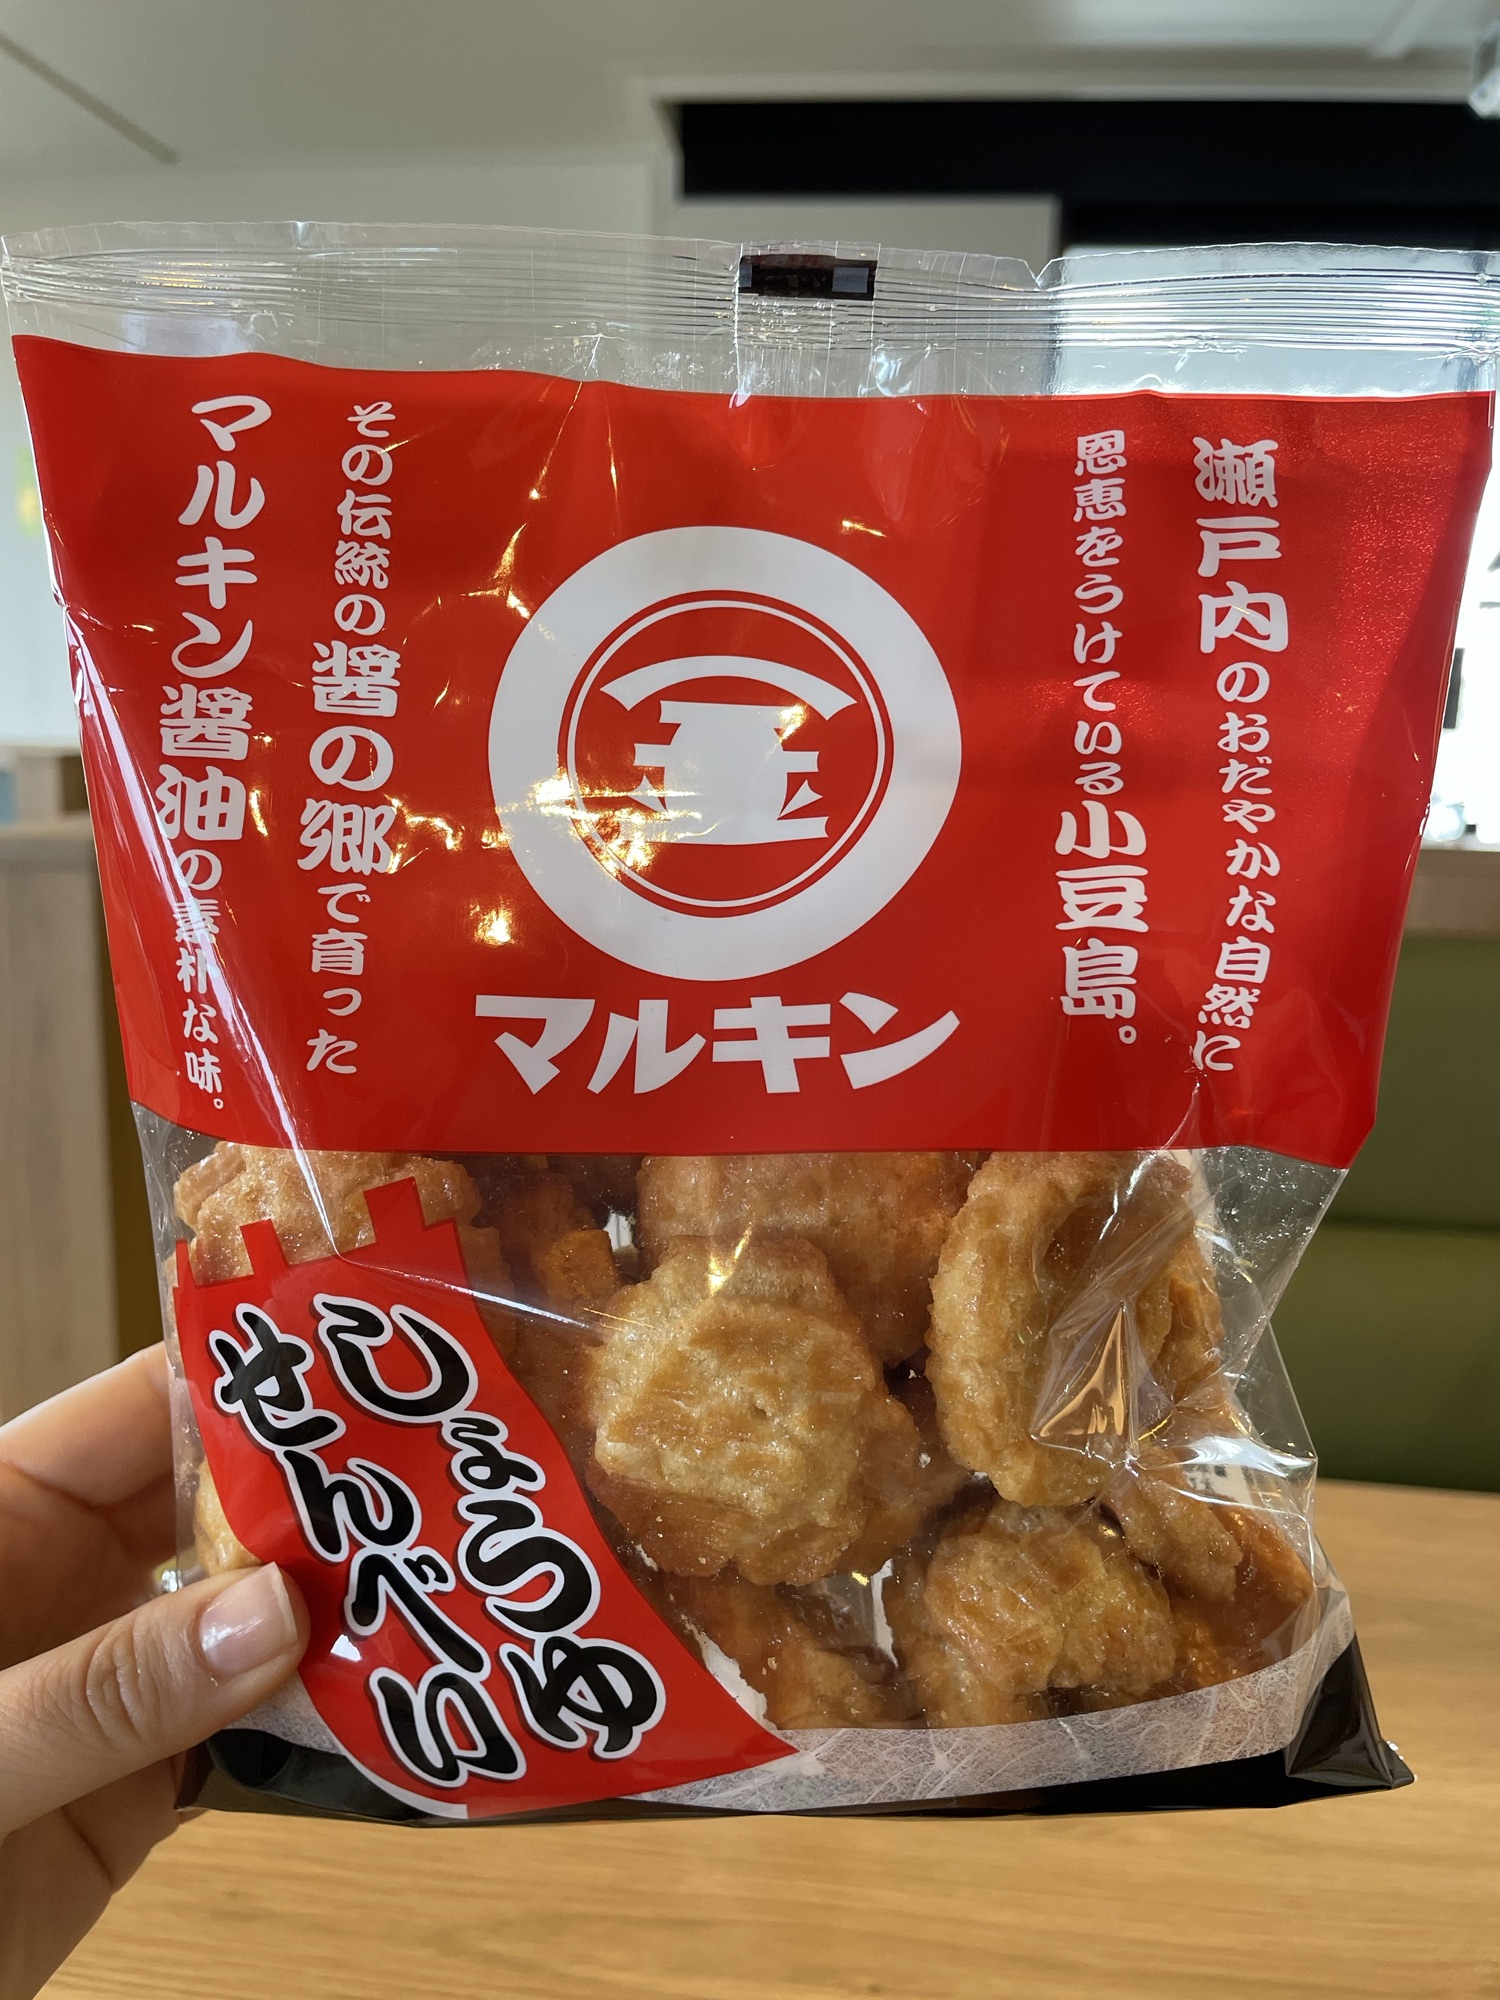 瀬戸内のおだやかな自然に
恩恵をうけている小豆島。
金
マルキン
その伝統の醤の郷で育った
マルキン醤油の素朴な味。
しょうゆ
せんべい